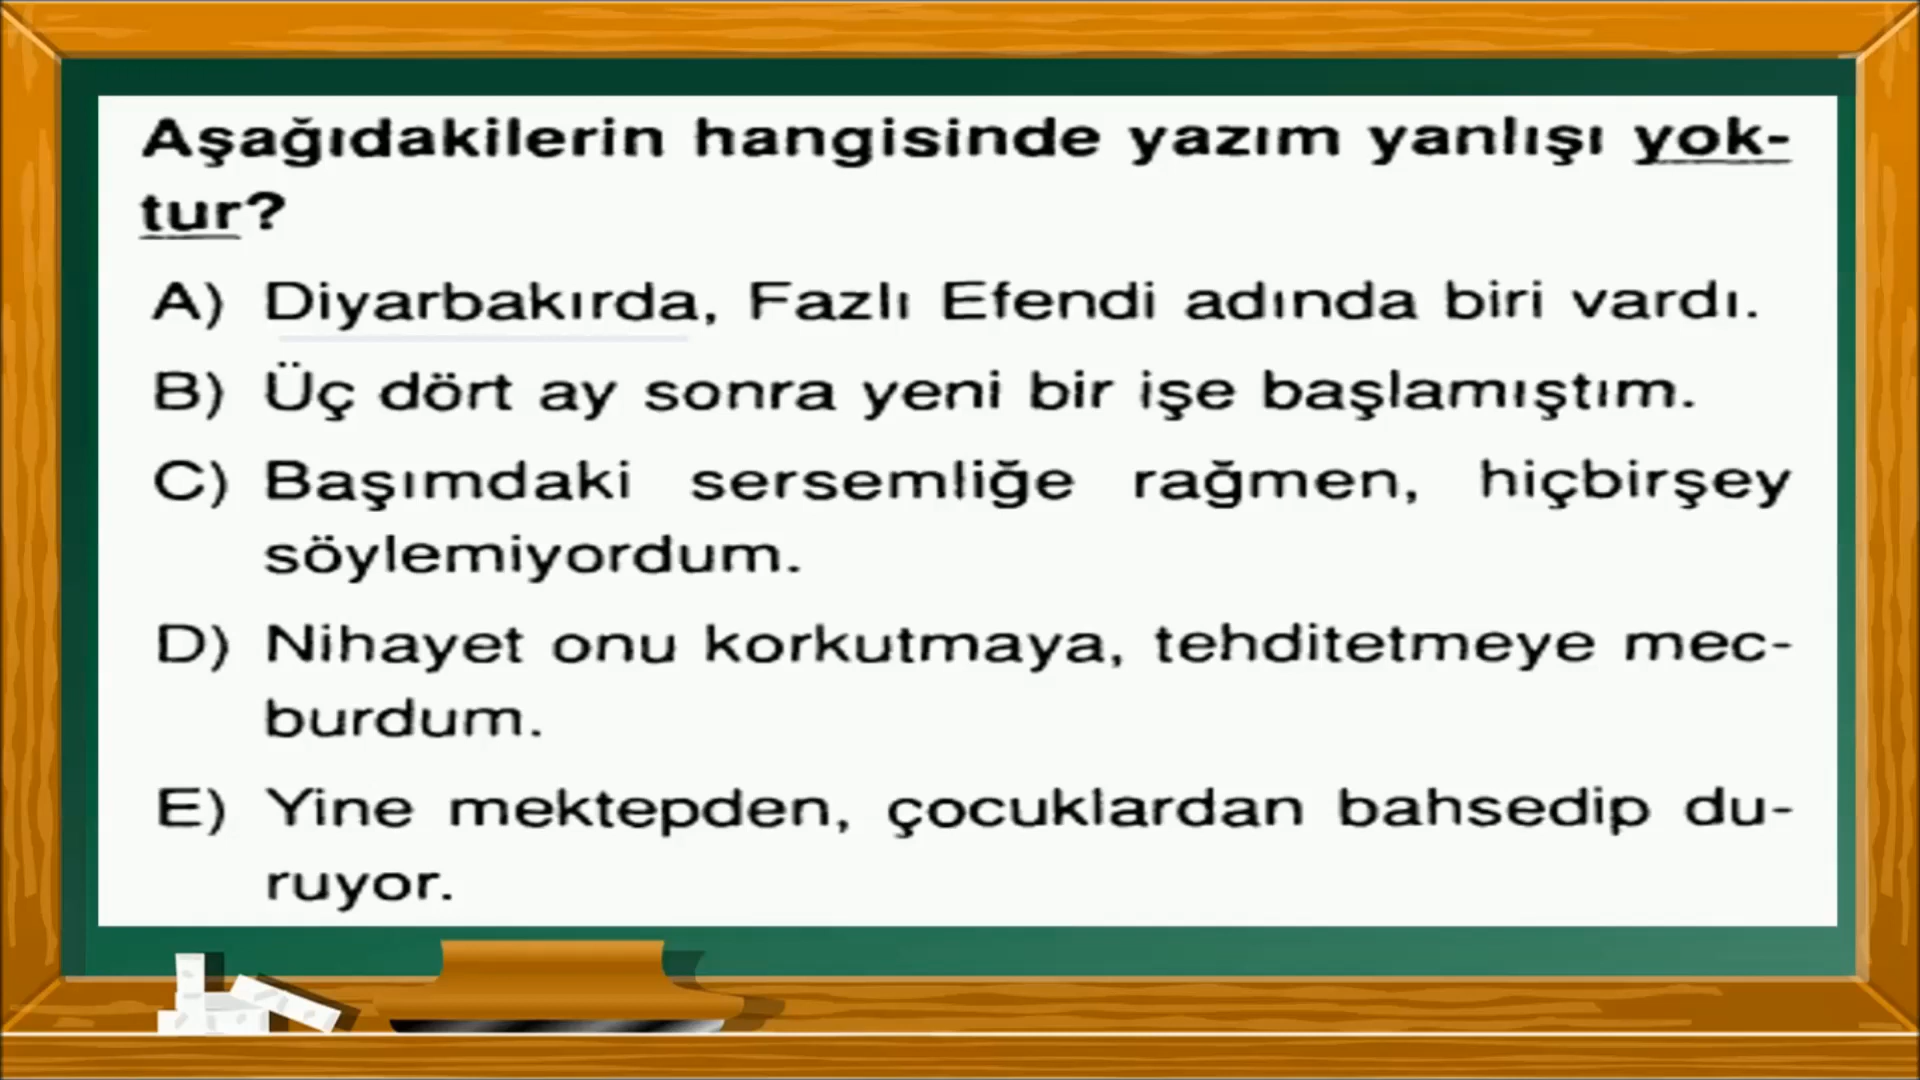 Aşağıdakilerin hangisinde yazım yanlışı yok-
tur?
A) Diyarbakırda, Fazlı Efendi adında biri vardı.
B) Üç dört ay sonra yeni bir işe başlamıştım.
C) Başımdaki sersemliğe rağmen, hiçbirşey
söylemiyordum.
D) Nihayet onu korkutmaya, tehditetmeye mec-
burdum.
E) Yine mektepden, çocuklardan bahsedip du-
ruyor.